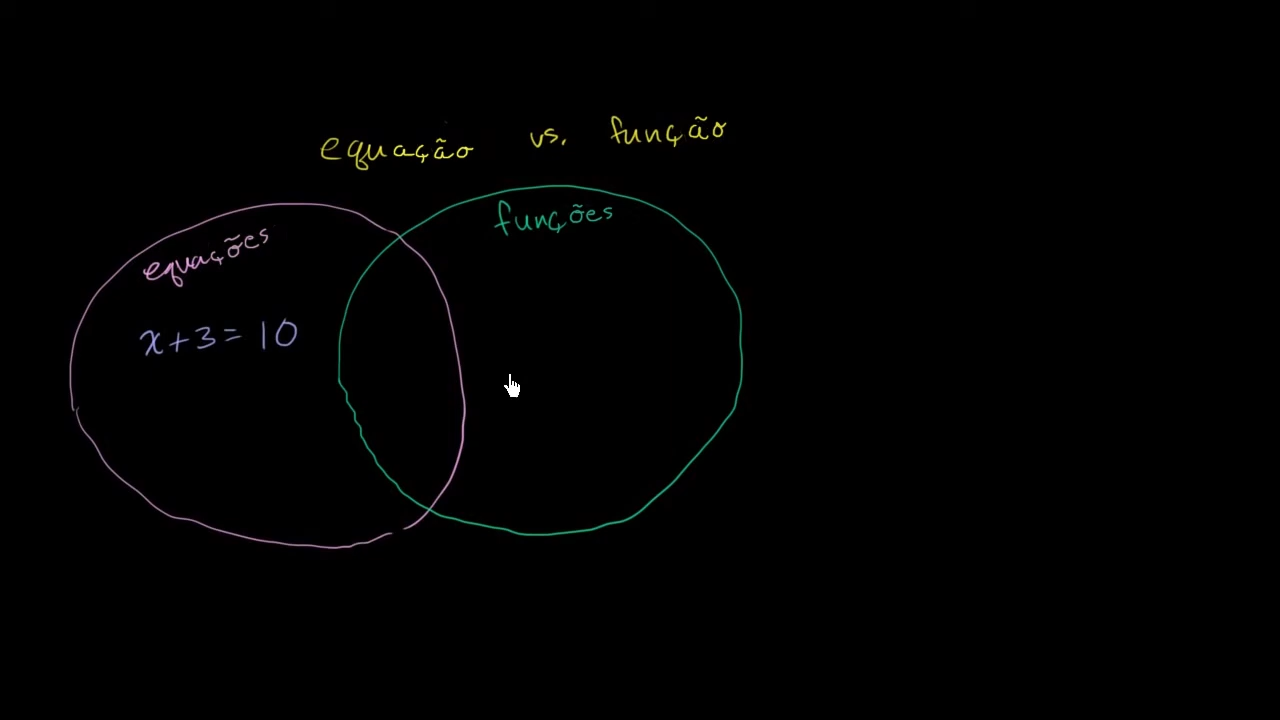 equação vs. função
funções
equações
x+3=10